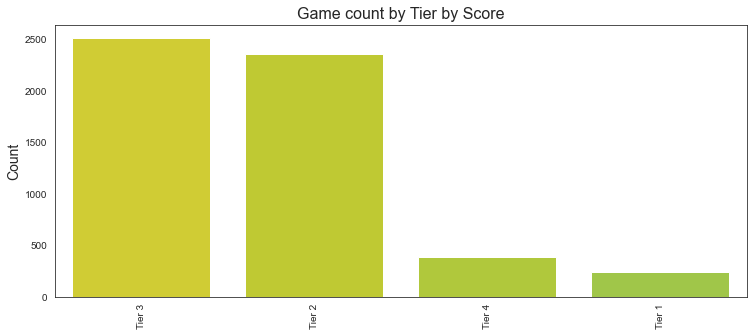 Game count by Tier by Score
Count
2500
2000
1500
1000
500
0
Tier 3
Tier 2
Tier 4
Tier 1